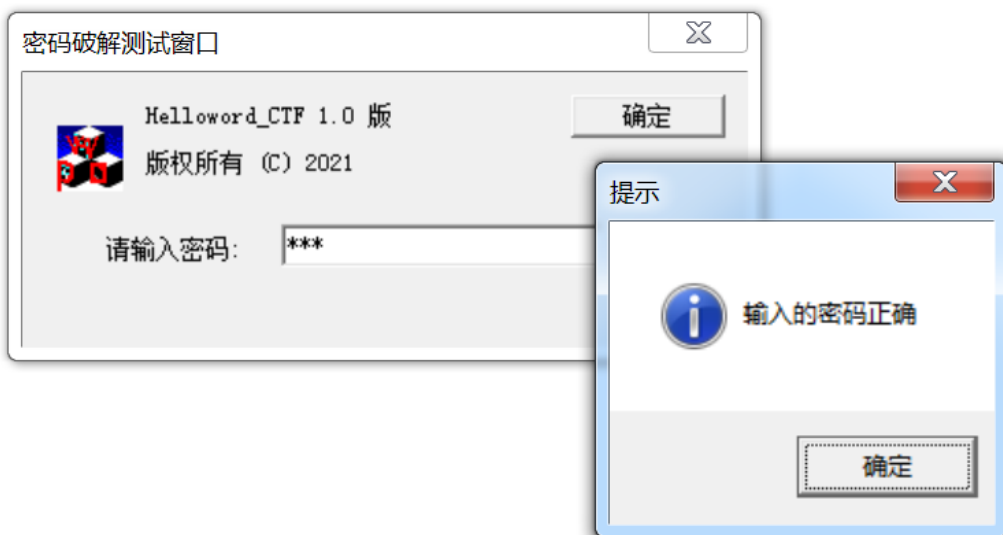 密码破解测试窗口
Helloword_CTF 1.0 版
确定
版权所有 (C) 2021
请输入密码: ***
提示
输入的密码正确
确定